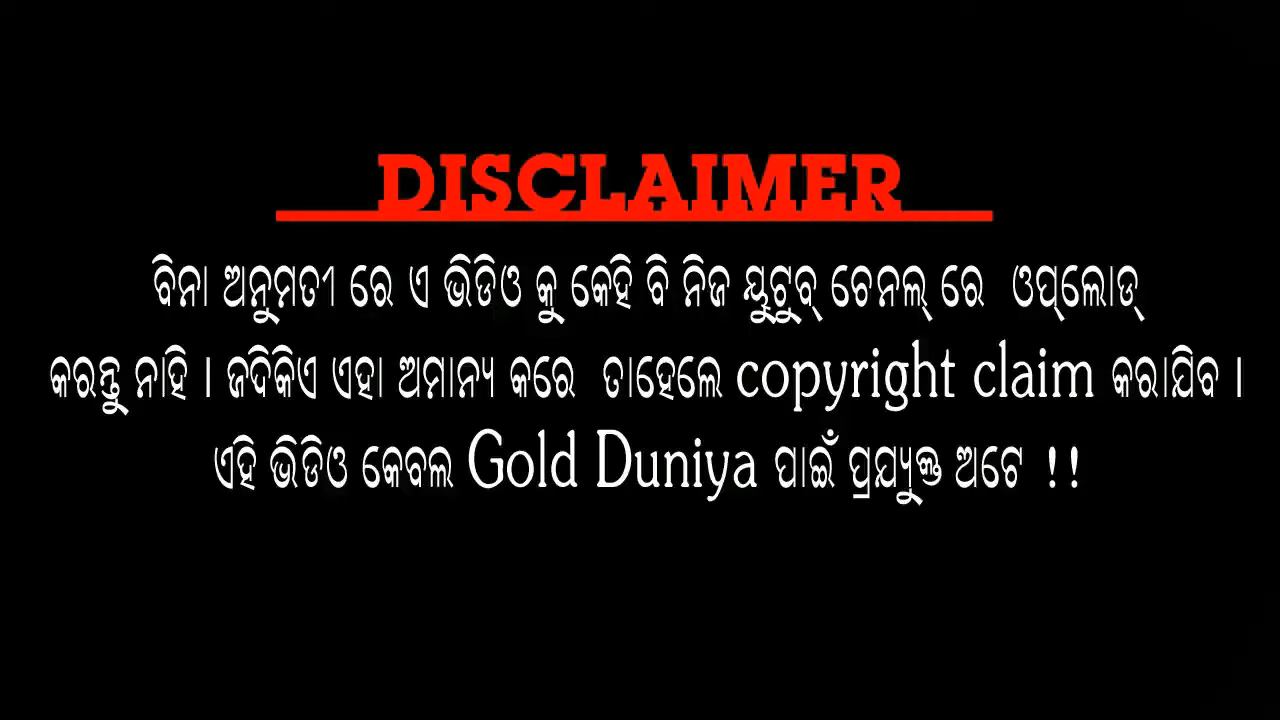 DISCLAIMER
ବିନା ଅନୁମତୀ ରେ ଏ ଭିଡିଓ କୁ କେହି ବି ନିଜ ୟୁଟୁବ୍ ଚେନଲ୍ ରେ ଓପ୍‌ଲୋଡ୍
କରନ୍ତୁ ନାହି । ଜଦିକିଏ ଏହା ଅମାନ୍ୟ କରେ ତାହେଲେ copyright claim କରାଯିବ ।
ଏହି ଭିଡିଓ କେବଲ Gold Duniya ପାଇଁ ପ୍ରଯ୍ୟୁକ୍ତ ଅଟେ !!